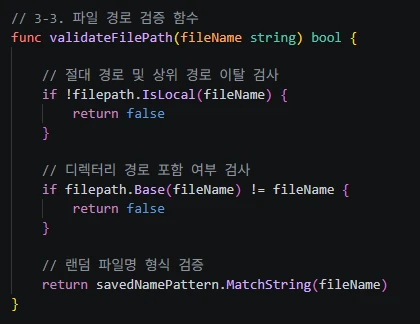 // 3-3. 파일 경로 검증 함수
func validateFilePath(fileName string) bool {
// 절대 경로 및 상위 경로 이탈 검사
if !filepath.IsLocal(fileName) {
return false
}
// 디렉터리 경로 포함 여부 검사
if filepath.Base(fileName) != fileName {
return false
}
// 랜덤 파일명 형식 검증
return savedNamePattern.MatchString(fileName)
}